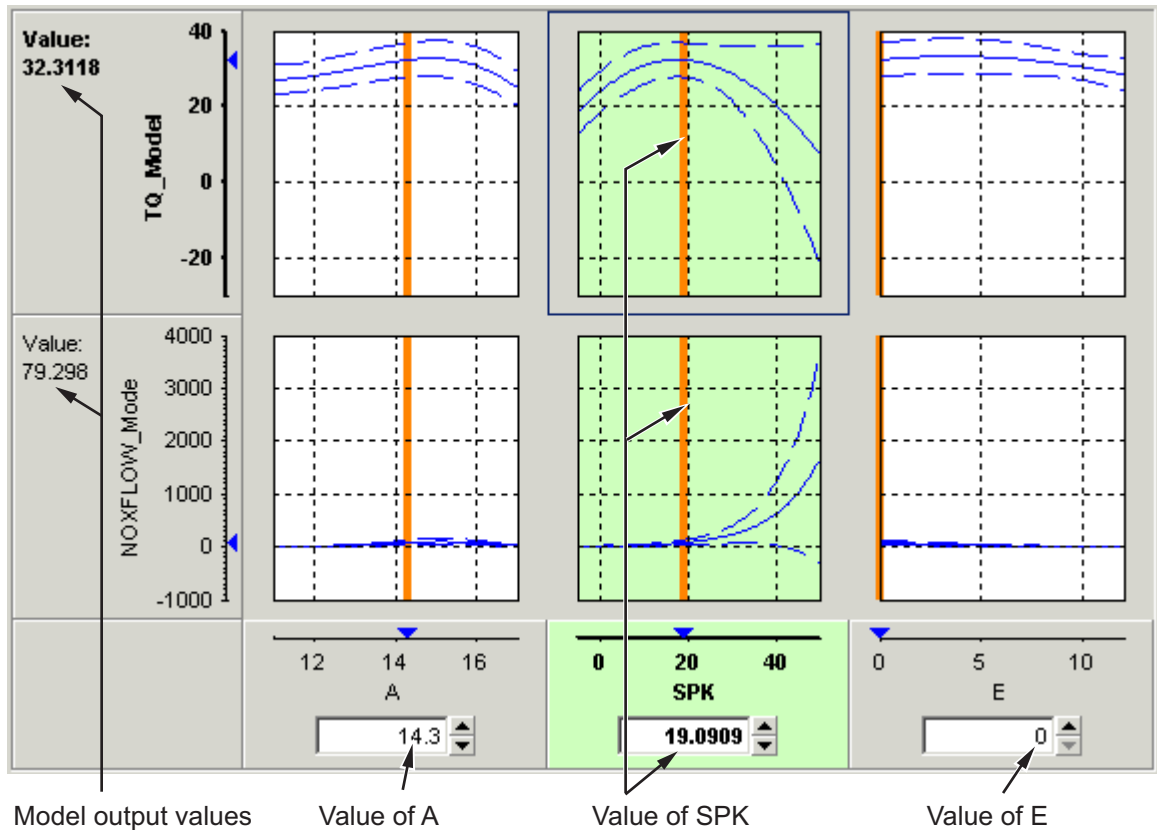 Value:
32.3118
TQ_Model
40
20
0
-20
Value:
79.298
NOXFLOW_Mode
4000
3000
2000
1000
0
-1000
12 14 16
A
14.3
0 20 40
SPK
19.0909
0 5 10
E
0
Model output values
Value of A
Value of SPK
Value of E